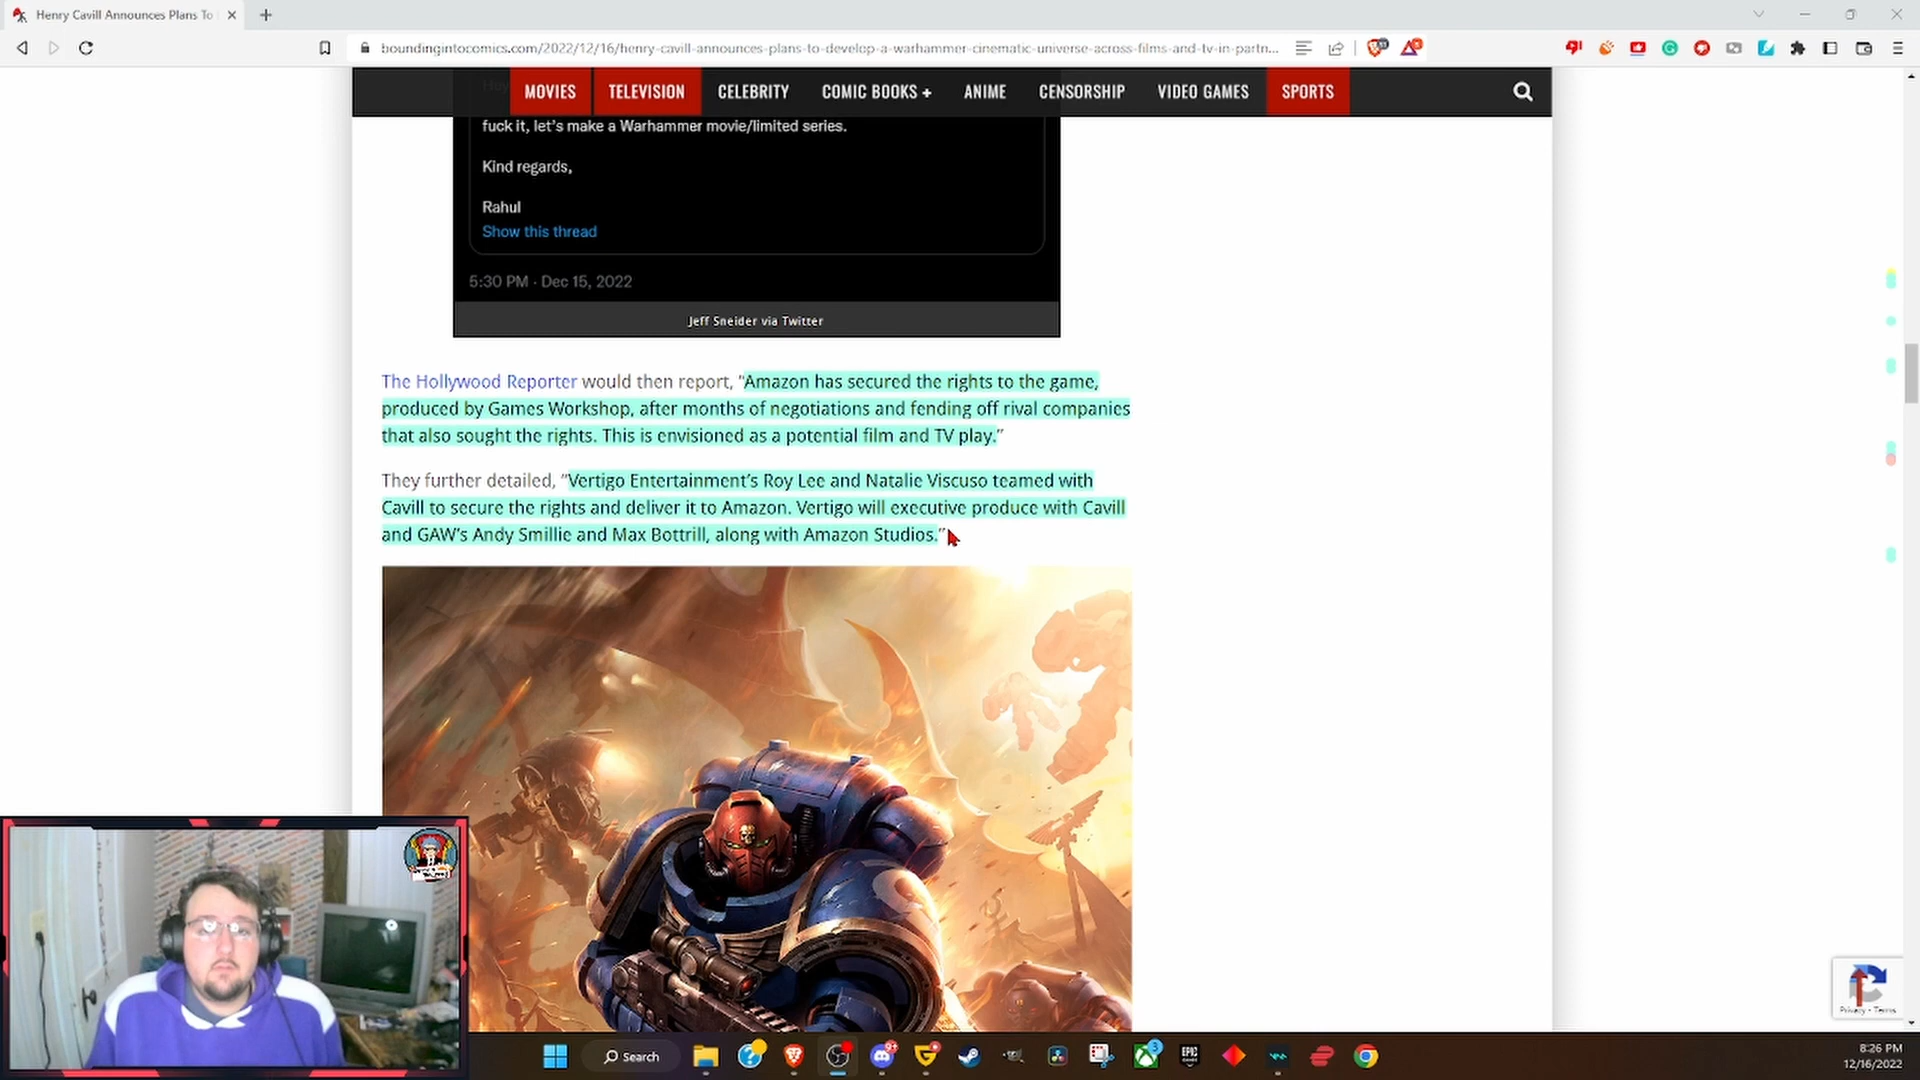 Henry Cavill Announces Plans To
boundingintocomics.com/2022/12/16/henry-cavill-announces-plans-to-develop-a-warhammer-cinematic-universe-across-films-and-tv-in-partn...
MOVIES TELEVISION CELEBRITY COMIC BOOKS + ANIME CENSORSHIP VIDEO GAMES SPORTS
fuck it, let's make a Warhammer movie/limited series.
Kind regards,
Rahul
Show this thread
5:30 PM · Dec 15, 2022
Jeff Sneider via Twitter
The Hollywood Reporter would then report, “Amazon has secured the rights to the game,
produced by Games Workshop, after months of negotiations and fending off rival companies
that also sought the rights. This is envisioned as a potential film and TV play.”
They further detailed, “Vertigo Entertainment’s Roy Lee and Natalie Viscuso teamed with
Cavill to secure the rights and deliver it to Amazon. Vertigo will executive produce with Cavill
and GAW’s Andy Smillie and Max Bottrill, along with Amazon Studios.”
Privacy - Terms
Search
EPIC
8:26 PM
12/16/2022